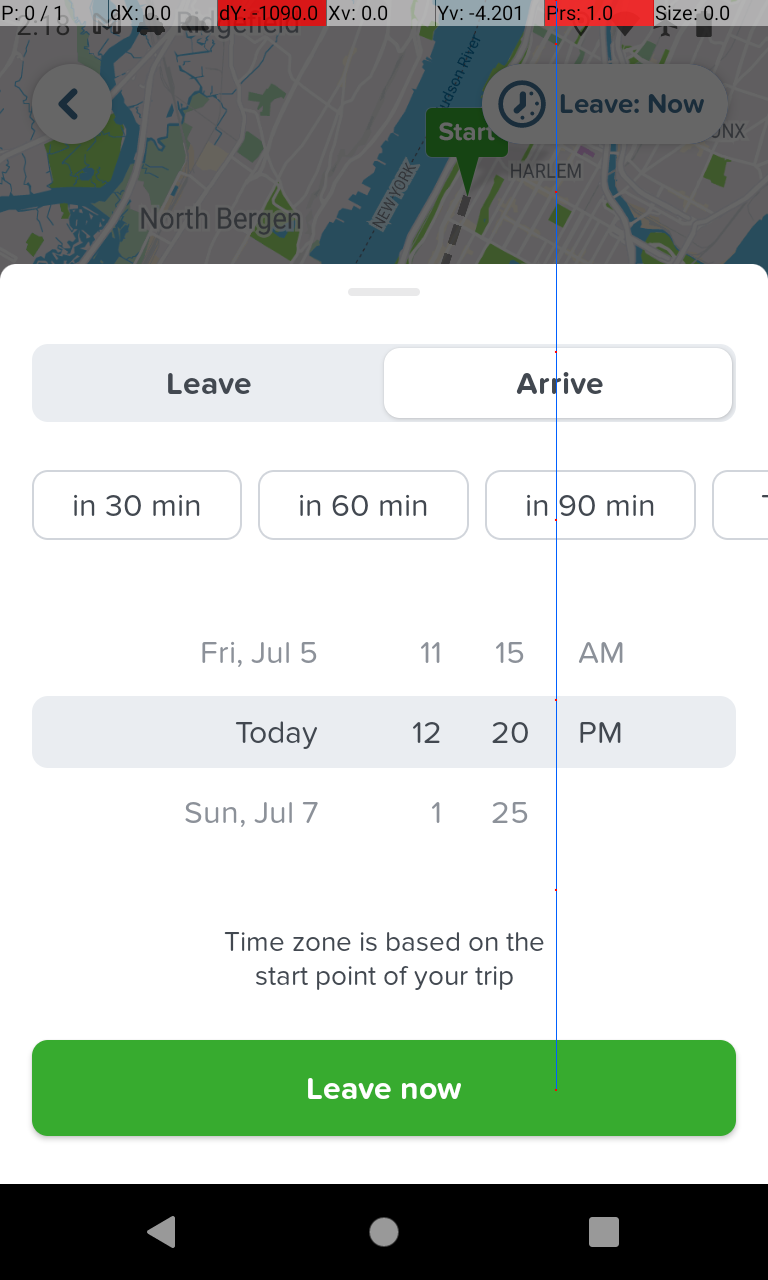 P: 0 / 1 dX: 0.0 dY: -1090.0 Xv: 0.0 Yv: -4.201 Prs: 1.0 Size: 0.0
2:18 Ridgefield
Leave: Now
Start
HARLEM
NEW YORK
North Bergen
Leave Arrive
in 30 min in 60 min in 90 min
Fri, Jul 5 11 15 AM
Today 12 20 PM
Sun, Jul 7 1 25
Time zone is based on the
start point of your trip
Leave now